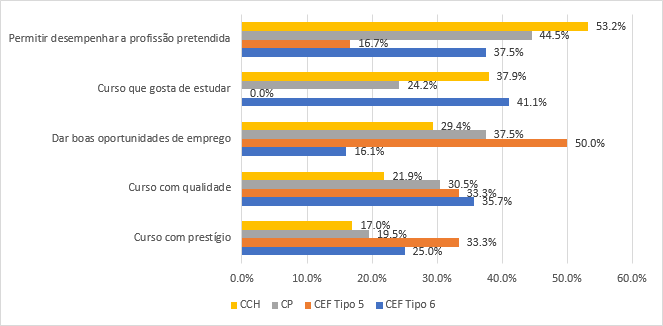 Permitir desempenhar a profissão pretendida
53.2%
44.5%
16.7%
37.5%
Curso que gosta de estudar
37.9%
24.2%
0.0%
41.1%
Dar boas oportunidades de emprego
29.4%
37.5%
50.0%
16.1%
Curso com qualidade
21.9%
30.5%
33.3%
35.7%
Curso com prestígio
17.0%
19.5%
33.3%
25.0%
0.0% 10.0% 20.0% 30.0% 40.0% 50.0% 60.0%
CCH CP CEF Tipo 5 CEF Tipo 6